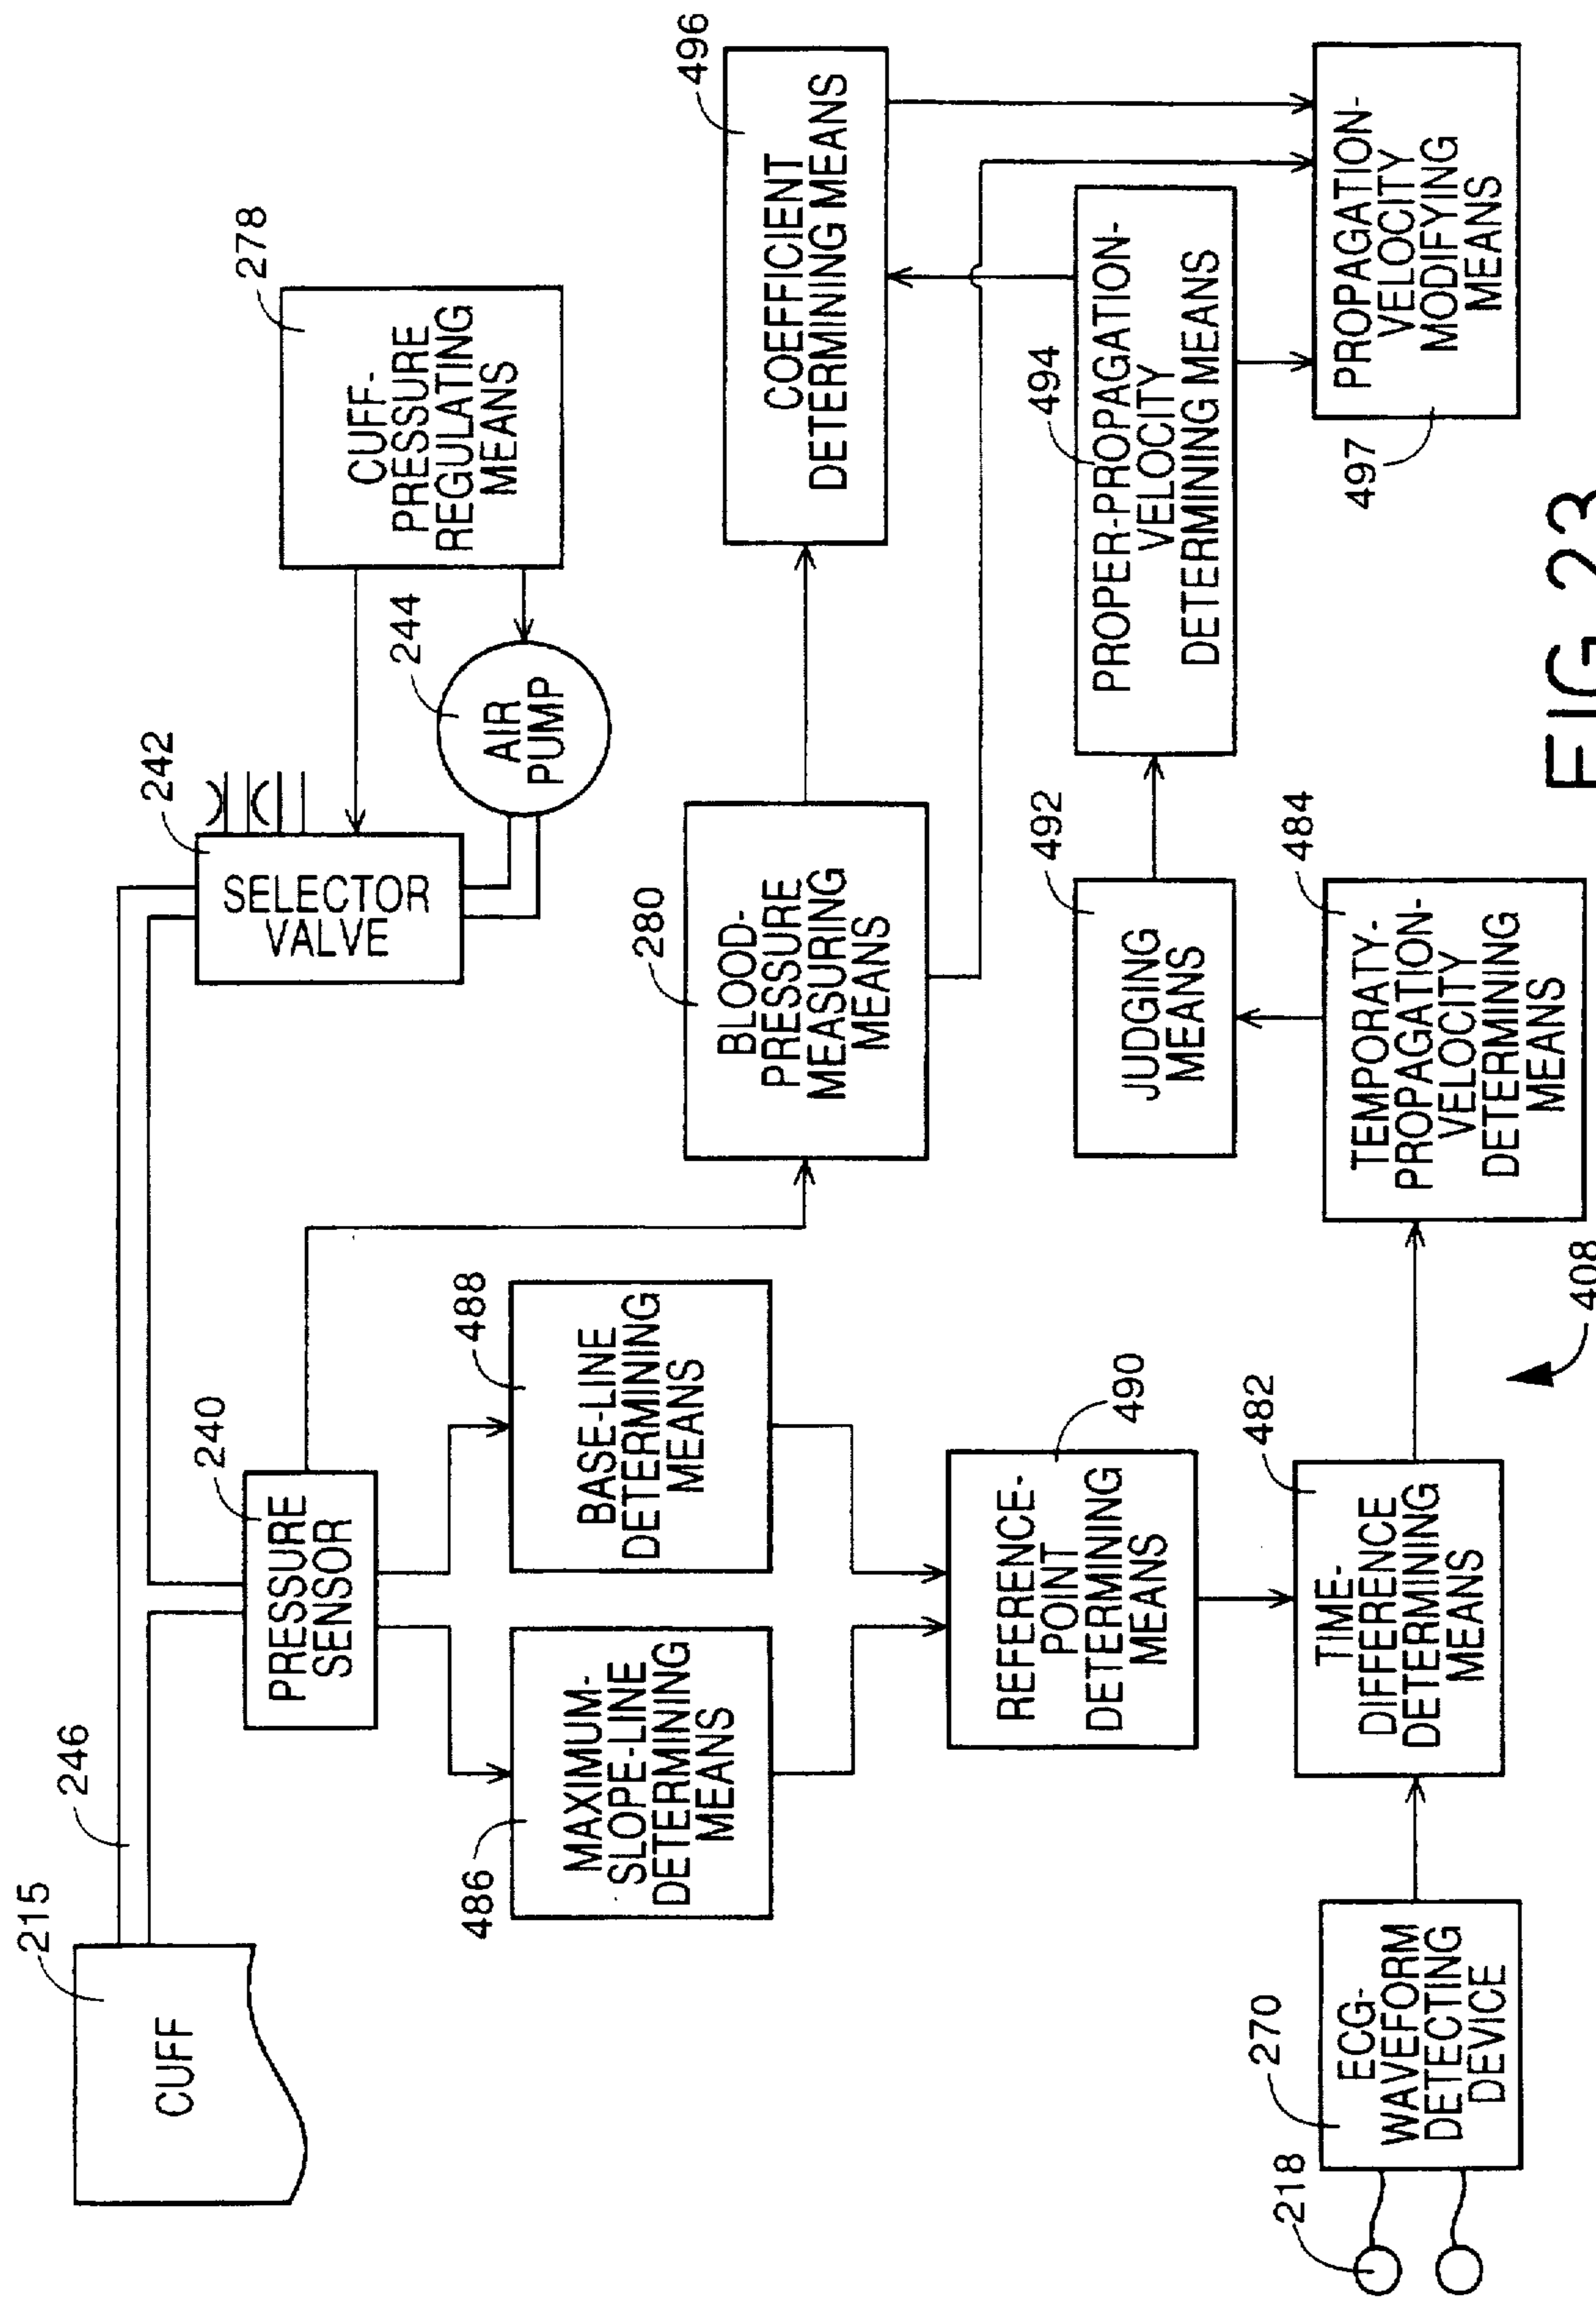 215
CUFF
246
240
PRESSURE
SENSOR
242
SELECTOR
VALVE
244
AIR
PUMP
278
CUFF-
PRESSURE
REGULATING
MEANS
486
MAXIMUM-
SLOPE-LINE
DETERMINING
MEANS
488
BASE-LINE
DETERMINING
MEANS
280
BLOOD-
PRESSURE
MEASURING
MEANS
496
COEFFICIENT
DETERMINING MEANS
490
REFERENCE-
POINT
DETERMINING
MEANS
492
JUDGING
MEANS
494
PROPER-PROPAGATION-
VELOCITY
DETERMINING MEANS
218
270
ECG-
WAVEFORM
DETECTING
DEVICE
482
TIME-
DIFFERENCE
DETERMINING
MEANS
484
TEMPORATY-
PROPAGATION-
VELOCITY
DETERMINING
MEANS
497
PROPAGATION-
VELOCITY
MODIFYING
MEANS
408
FIG.23